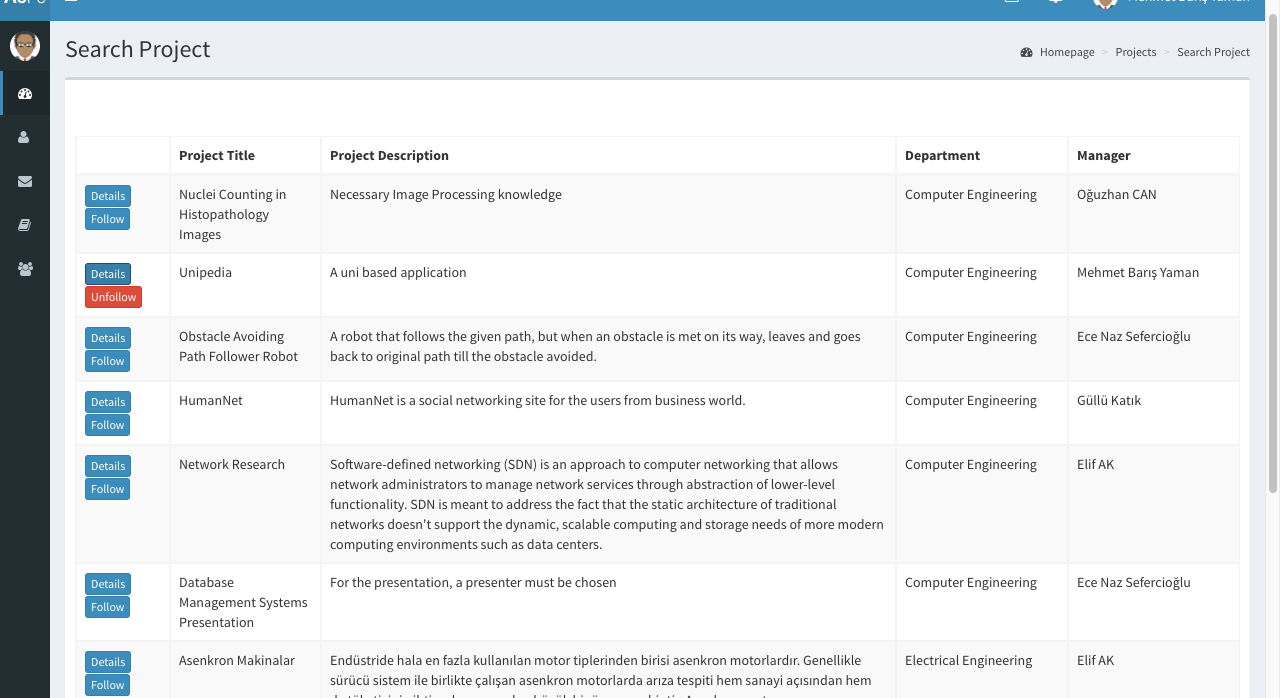 Search Project
Homepage > Projects > Search Project
Project Title Project Description Department Manager
Details
Follow
Nuclei Counting in
Histopathology
Images
Necessary Image Processing knowledge
Computer Engineering
Oğuzhan CAN
Details
Unfollow
Unipedia
A uni based application
Computer Engineering
Mehmet Barış Yaman
Details
Follow
Obstacle Avoiding
Path Follower Robot
A robot that follows the given path, but when an obstacle is met on its way, leaves and goes
back to original path till the obstacle avoided.
Computer Engineering
Ece Naz Sefercioğlu
Details
Follow
HumanNet
HumanNet is a social networking site for the users from business world.
Computer Engineering
Güllü Katık
Details
Follow
Network Research
Software-defined networking (SDN) is an approach to computer networking that allows
network administrators to manage network services through abstraction of lower-level
functionality. SDN is meant to address the fact that the static architecture of traditional
networks doesn't support the dynamic, scalable computing and storage needs of more modern
computing environments such as data centers.
Computer Engineering
Elif AK
Details
Follow
Database
Management Systems
Presentation
For the presentation, a presenter must be chosen
Computer Engineering
Ece Naz Sefercioğlu
Details
Follow
Asenkron Makinalar
Endüstride hala en fazla kullanılan motor tiplerinden birisi asenkron motorlardır. Genellikle
sürücü sistem ile birlikte çalışan asenkron motorlarda arıza tespiti hem sanayi açısından hem
Electrical Engineering
Elif AK